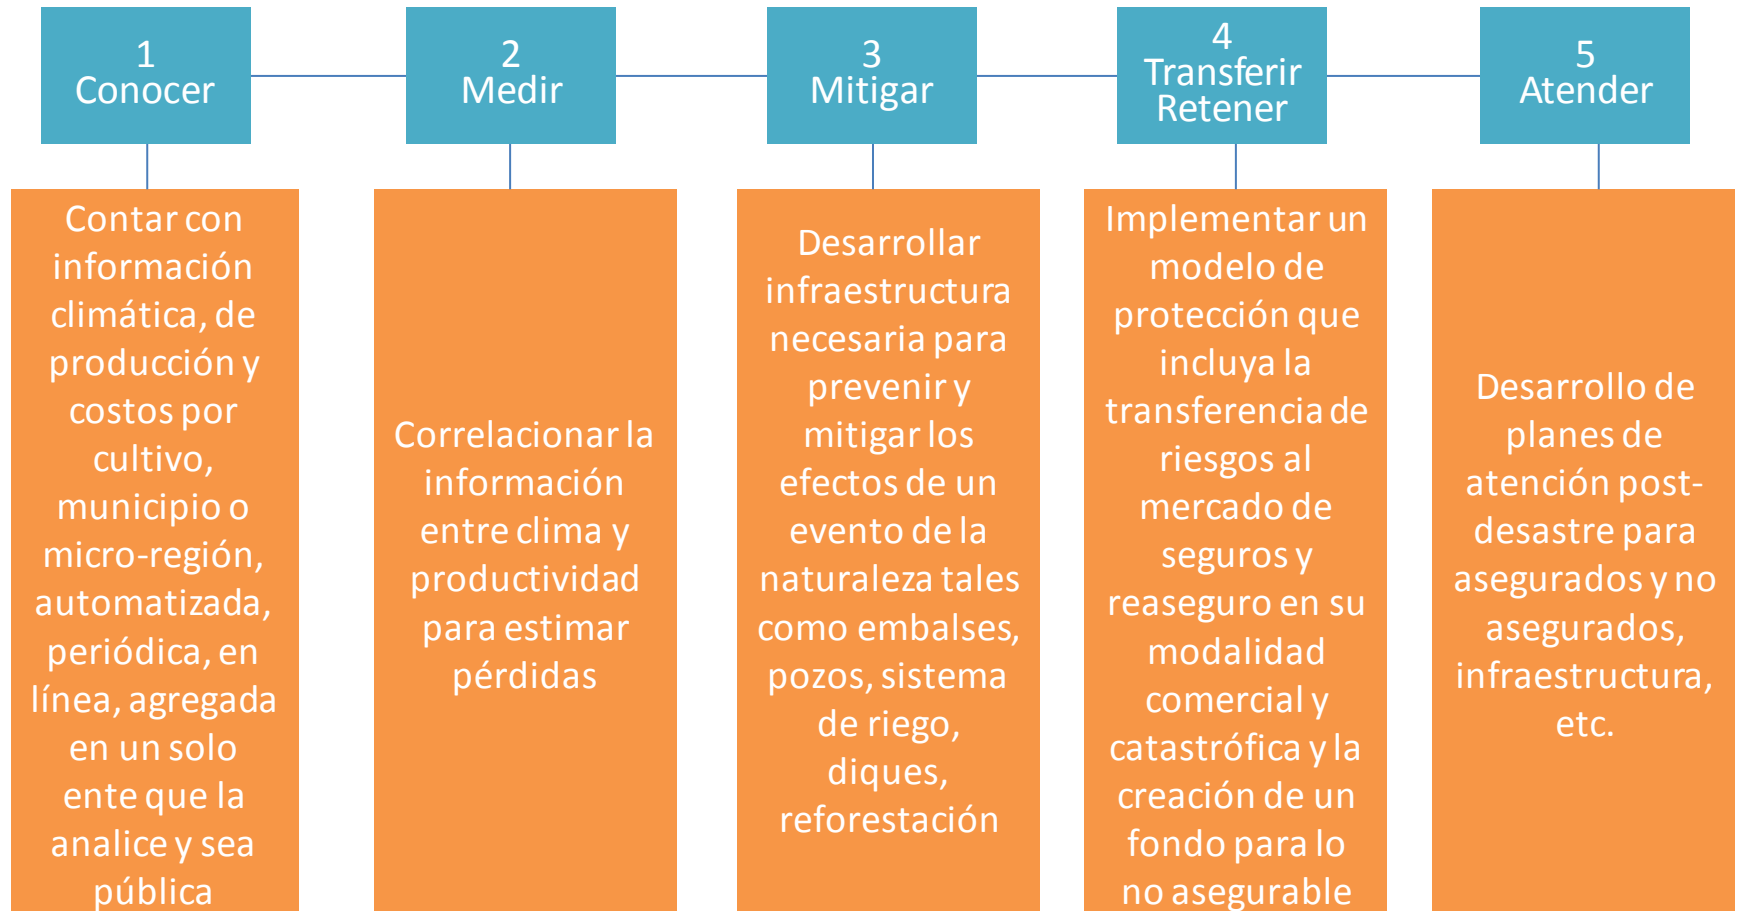 1
Conocer
Contar con
información
climática, de
producción y
costos por
cultivo,
municipio o
micro-región,
automatizada,
periódica, en
línea, agregada
en un solo
ente que la
analice y sea
pública
2
Medir
Correlacionar la
información
entre clima y
productividad
para estimar
pérdidas
3
Mitigar
Desarrollar
infraestructura
necesaria para
prevenir y
mitigar los
efectos de un
evento de la
naturaleza tales
como embalses,
pozos, sistema
de riego,
diques,
reforestación
4
Transferir
Retener
Implementar un
modelo de
protección que
incluya la
transferencia de
riesgos al
mercado de
seguros y
reaseguro en su
modalidad
comercial y
catastrófica y la
creación de un
fondo para lo
no asegurable
5
Atender
Desarrollo de
planes de
atención post-
desastre para
asegurados y no
asegurados,
infraestructura,
etc.